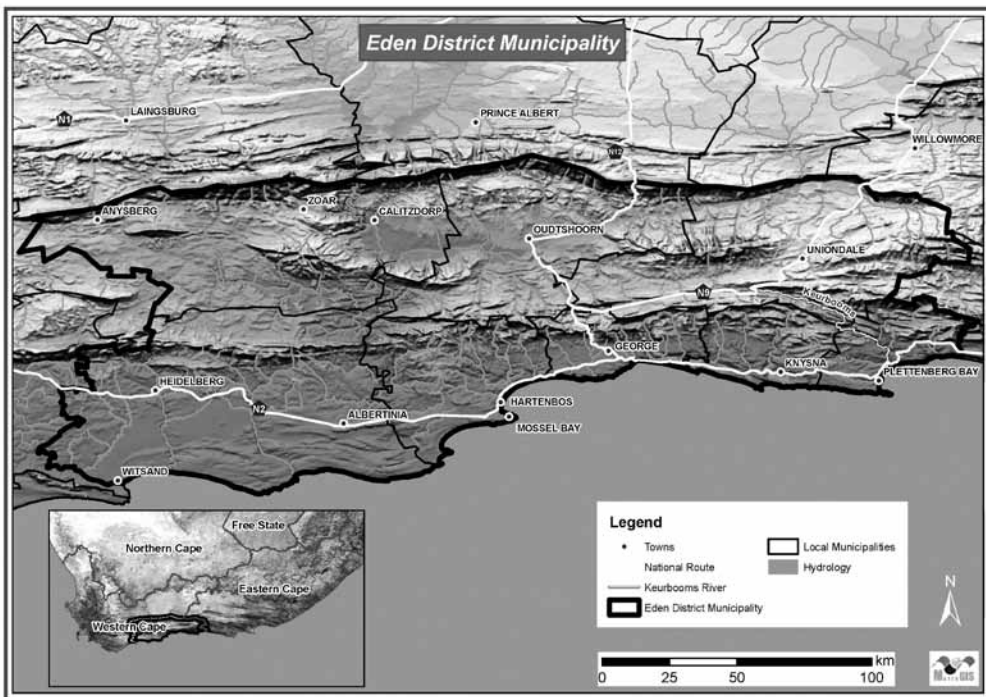 Eden District Municipality
N1
LAINGSBURG
PRINCE ALBERT
N12
WILLOWMORE
ANYSBERG
ZOAR
CALITZDORP
OUDTSHOORN
UNIONDALE
N9
Keurbooms
GEORGE
KNYSNA
PLETTENBERG BAY
HEIDELBERG
N2
ALBERTINIA
HARTENBOS
MOSSEL BAY
WITSAND
Free State
Northern Cape
Eastern Cape
Western Cape
Legend
Towns
National Route
Keurbooms River
Eden District Municipality
Local Municipalities
Hydrology
N
km
0 25 50 100